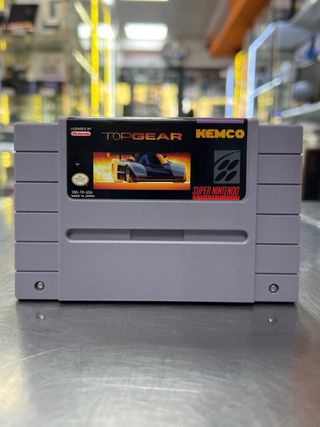 LICENSED BY
Nintendo
TOP GEAR
KEMCO
SNS-TR-USA
MADE IN JAPAN
SUPER NINTENDO